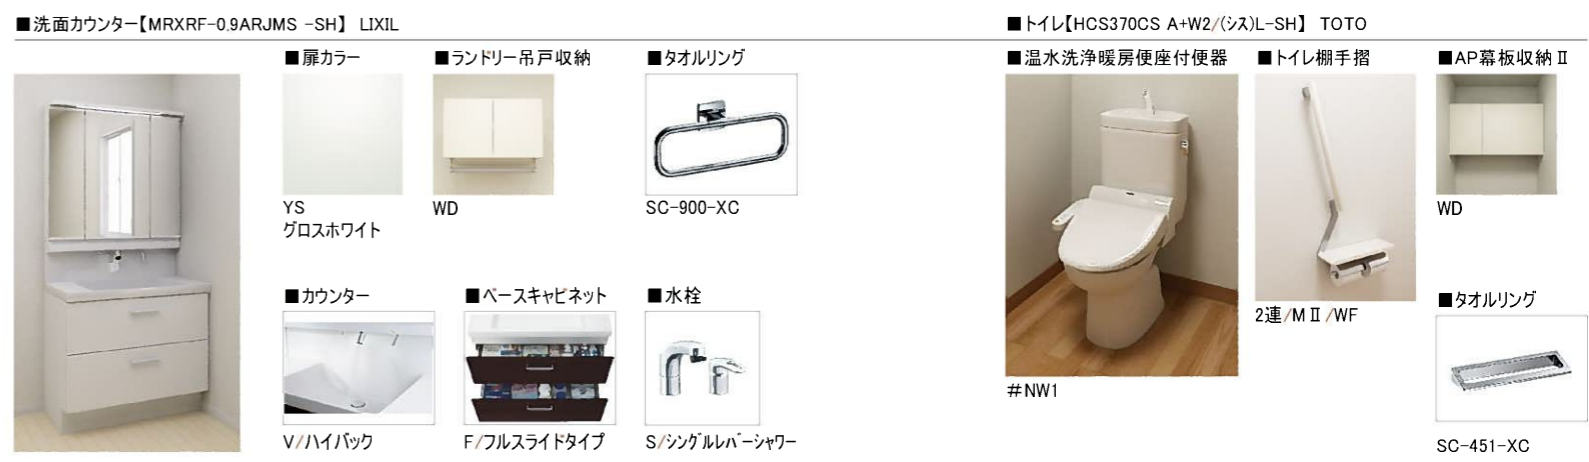 ■洗面カウンター【MRXRF-0.9ARJMS -SH】 LIXIL
■扉カラー
■ランドリー吊戸収納
■タオルリング
YS
グロスホワイト
WD
SC-900-XC
■カウンター
■ベースキャビネット
■水栓
V/ハイバック
F/フルスライドタイプ
S/シングルレバーシャワー
■トイレ【HCS370CS A+W2/(シス)L-SH】 TOTO
■温水洗浄暖房便座付便器
■トイレ棚手摺
■AP幕板収納Ⅱ
#NW1
2連/MⅡ/WF
WD
■タオルリング
SC-451-XC